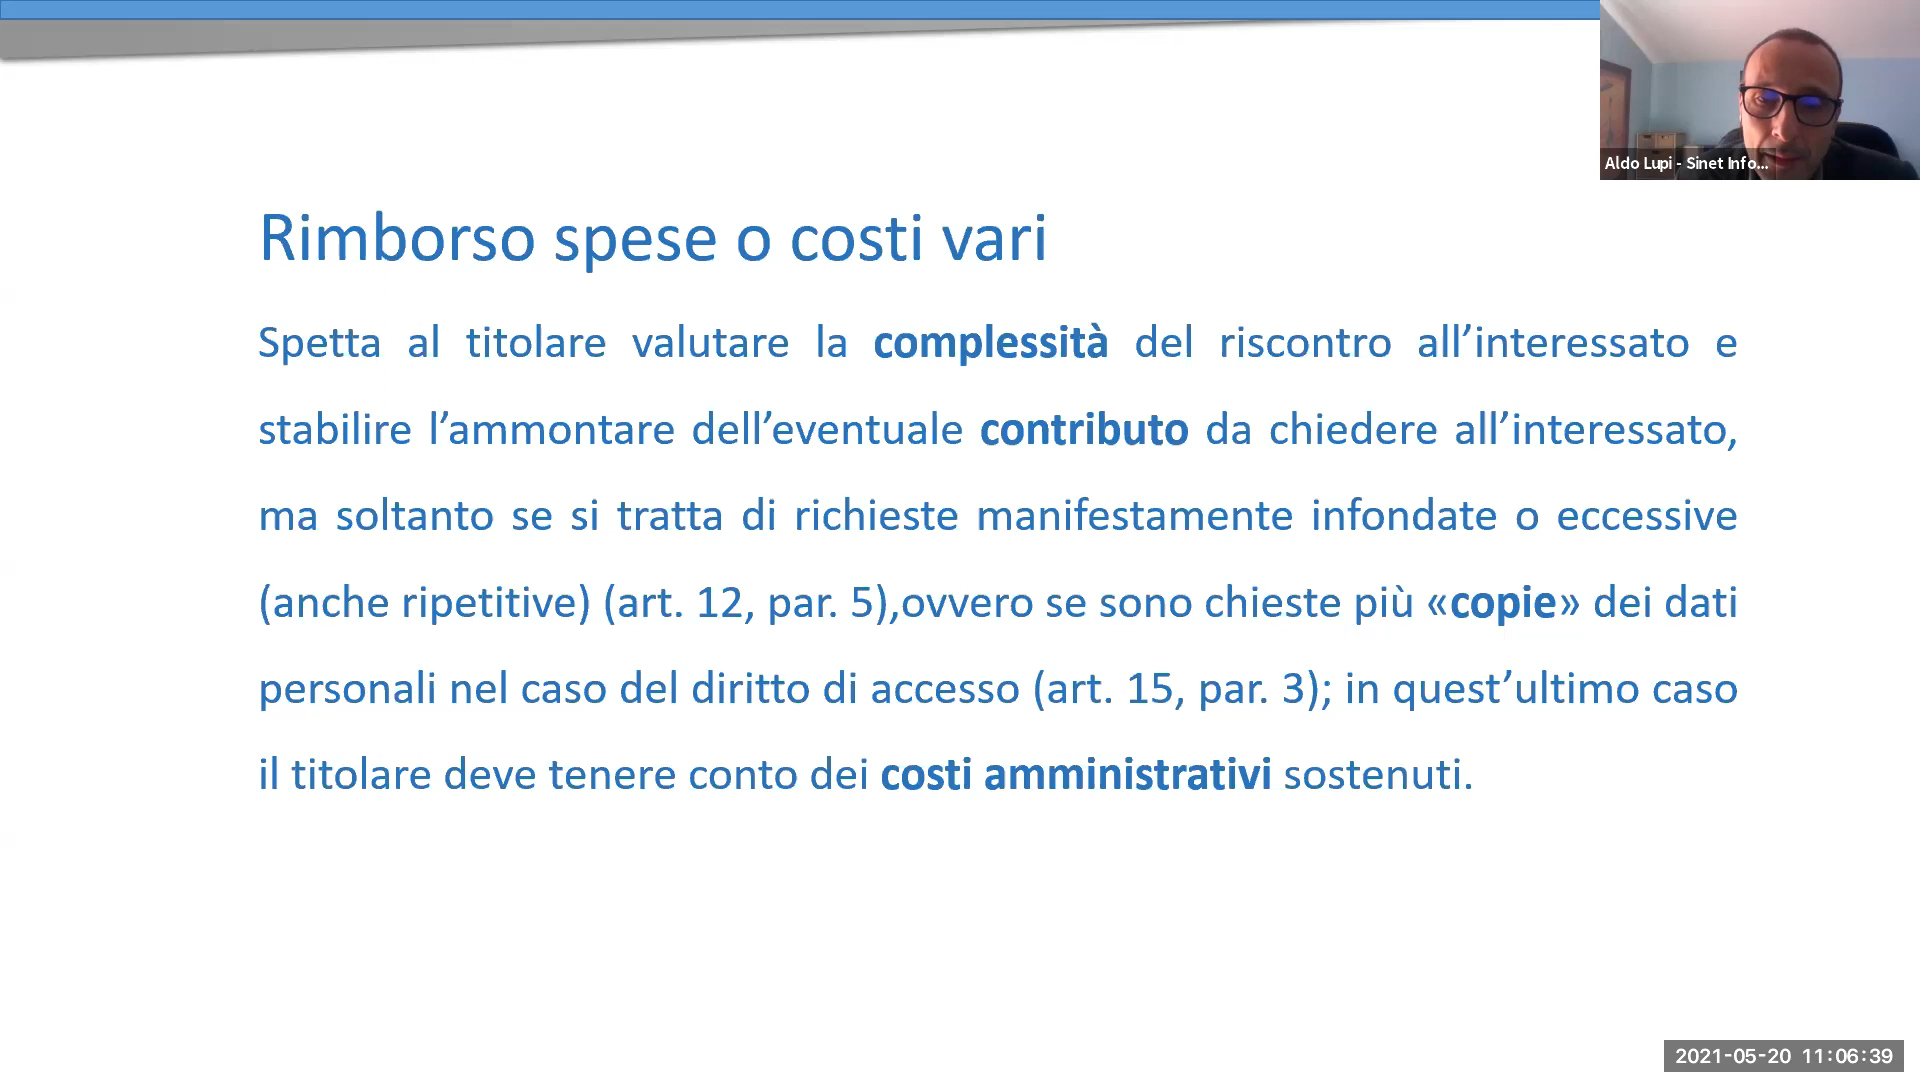 Aldo Lupi - Sinet Info...
Rimborso spese o costi vari
Spetta al titolare valutare la complessità del riscontro all’interessato e
stabilire l’ammontare dell’eventuale contributo da chiedere all’interessato,
ma soltanto se si tratta di richieste manifestamente infondate o eccessive
(anche ripetitive) (art. 12, par. 5),ovvero se sono chieste più «copie» dei dati
personali nel caso del diritto di accesso (art. 15, par. 3); in quest’ultimo caso
il titolare deve tenere conto dei costi amministrativi sostenuti.
2021-05-20 11:06:39